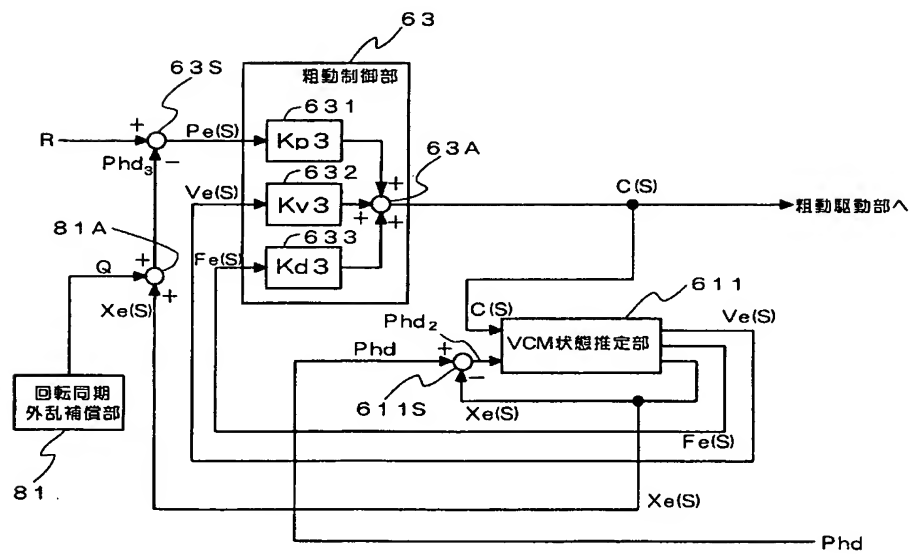 63
粗動制御部
63S
631
R
+
Pe(S)
Kp3
Phd3
−
632
63A
+
Ve(S)
Kv3
+
+
C(S)
粗動駆動部へ
81A
633
Q
+
Fe(S)
Kd3
Xe(S)
+
611
C(S)
Phd2
Ve(S)
Phd
+
VCM状態推定部
−
回転同期
外乱補償部
611S
Xe(S)
Fe(S)
81
Xe(S)
Phd